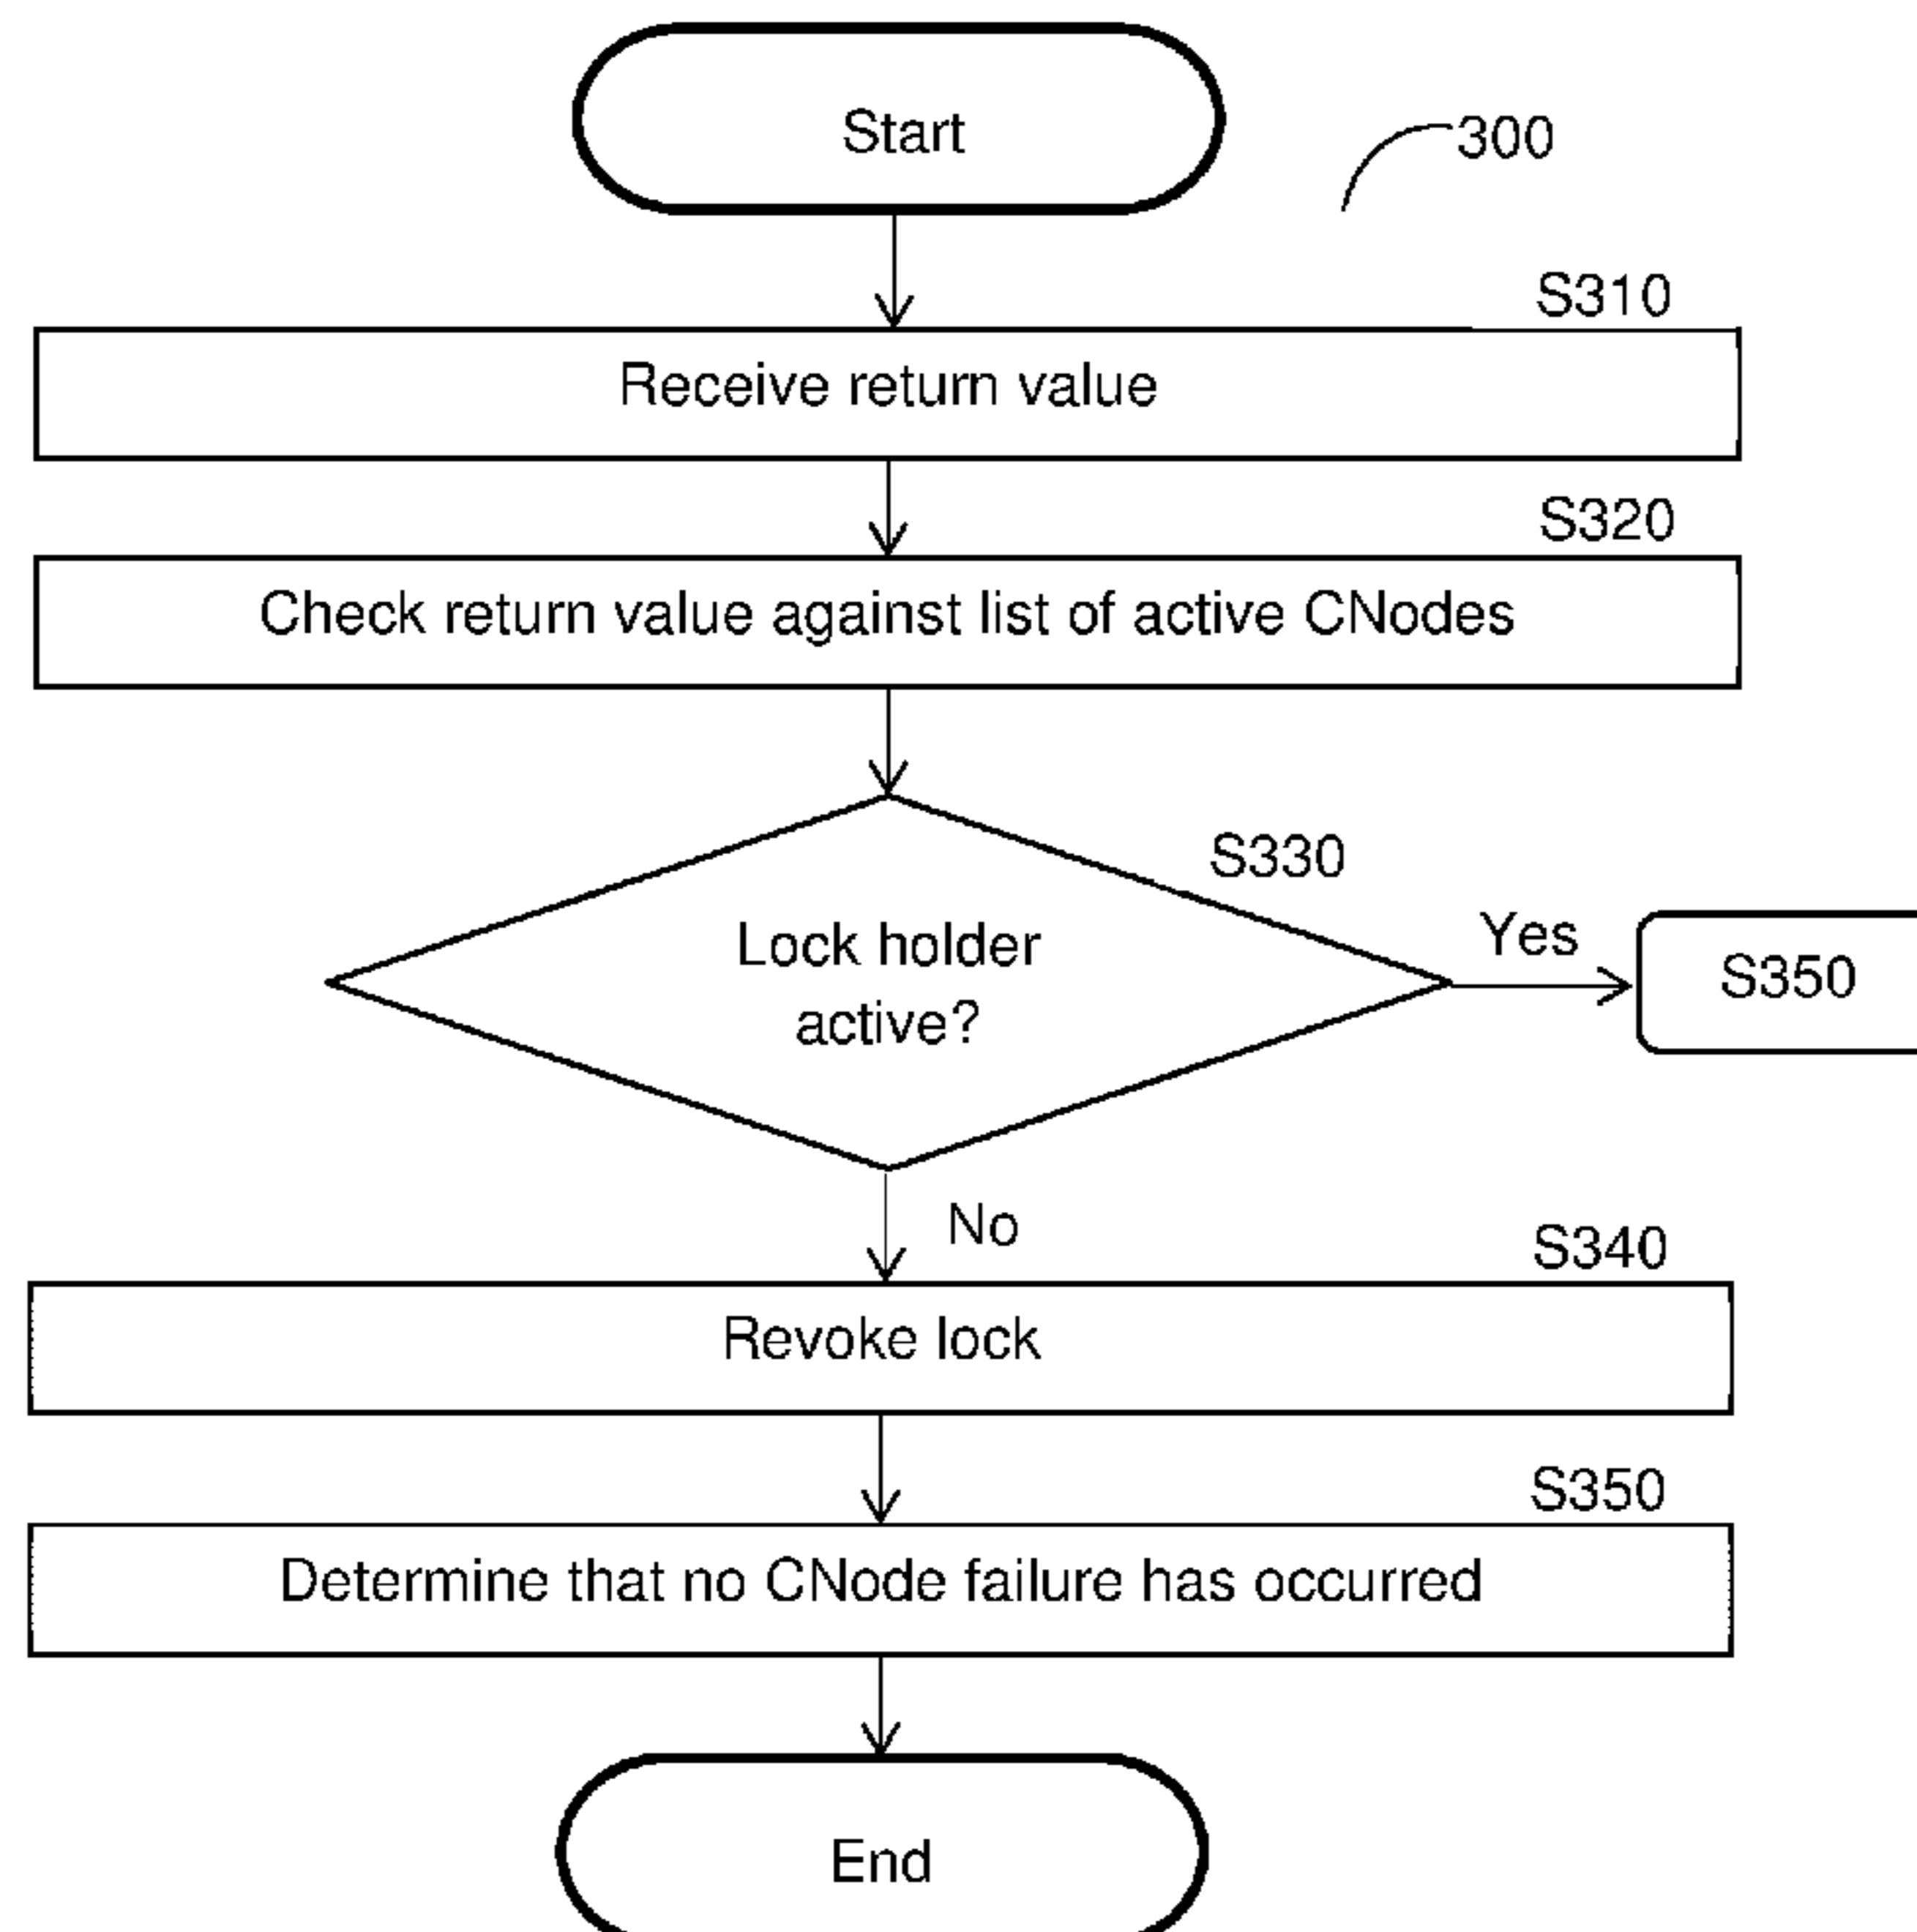 Start
300
S310
Receive return value
S320
Check return value against list of active CNodes
S330
Lock holder
active?
Yes
S350
No
S340
Revoke lock
S350
Determine that no CNode failure has occurred
End